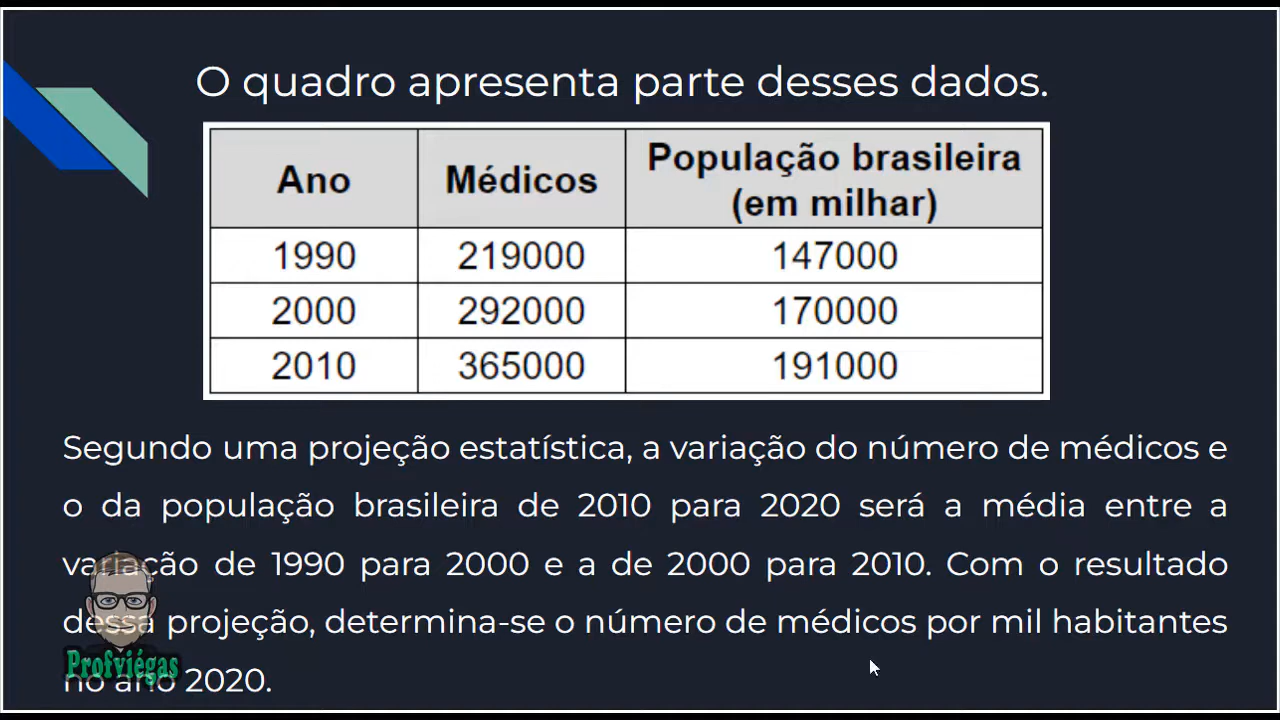 O quadro apresenta parte desses dados.
Ano Médicos População brasileira
(em milhar)
1990 219000 147000
2000 292000 170000
2010 365000 191000
Segundo uma projeção estatística, a variação do número de médicos e
o da população brasileira de 2010 para 2020 será a média entre a
variação de 1990 para 2000 e a de 2000 para 2010. Com o resultado
dessa projeção, determina-se o número de médicos por mil habitantes
Profviégas
no ano 2020.